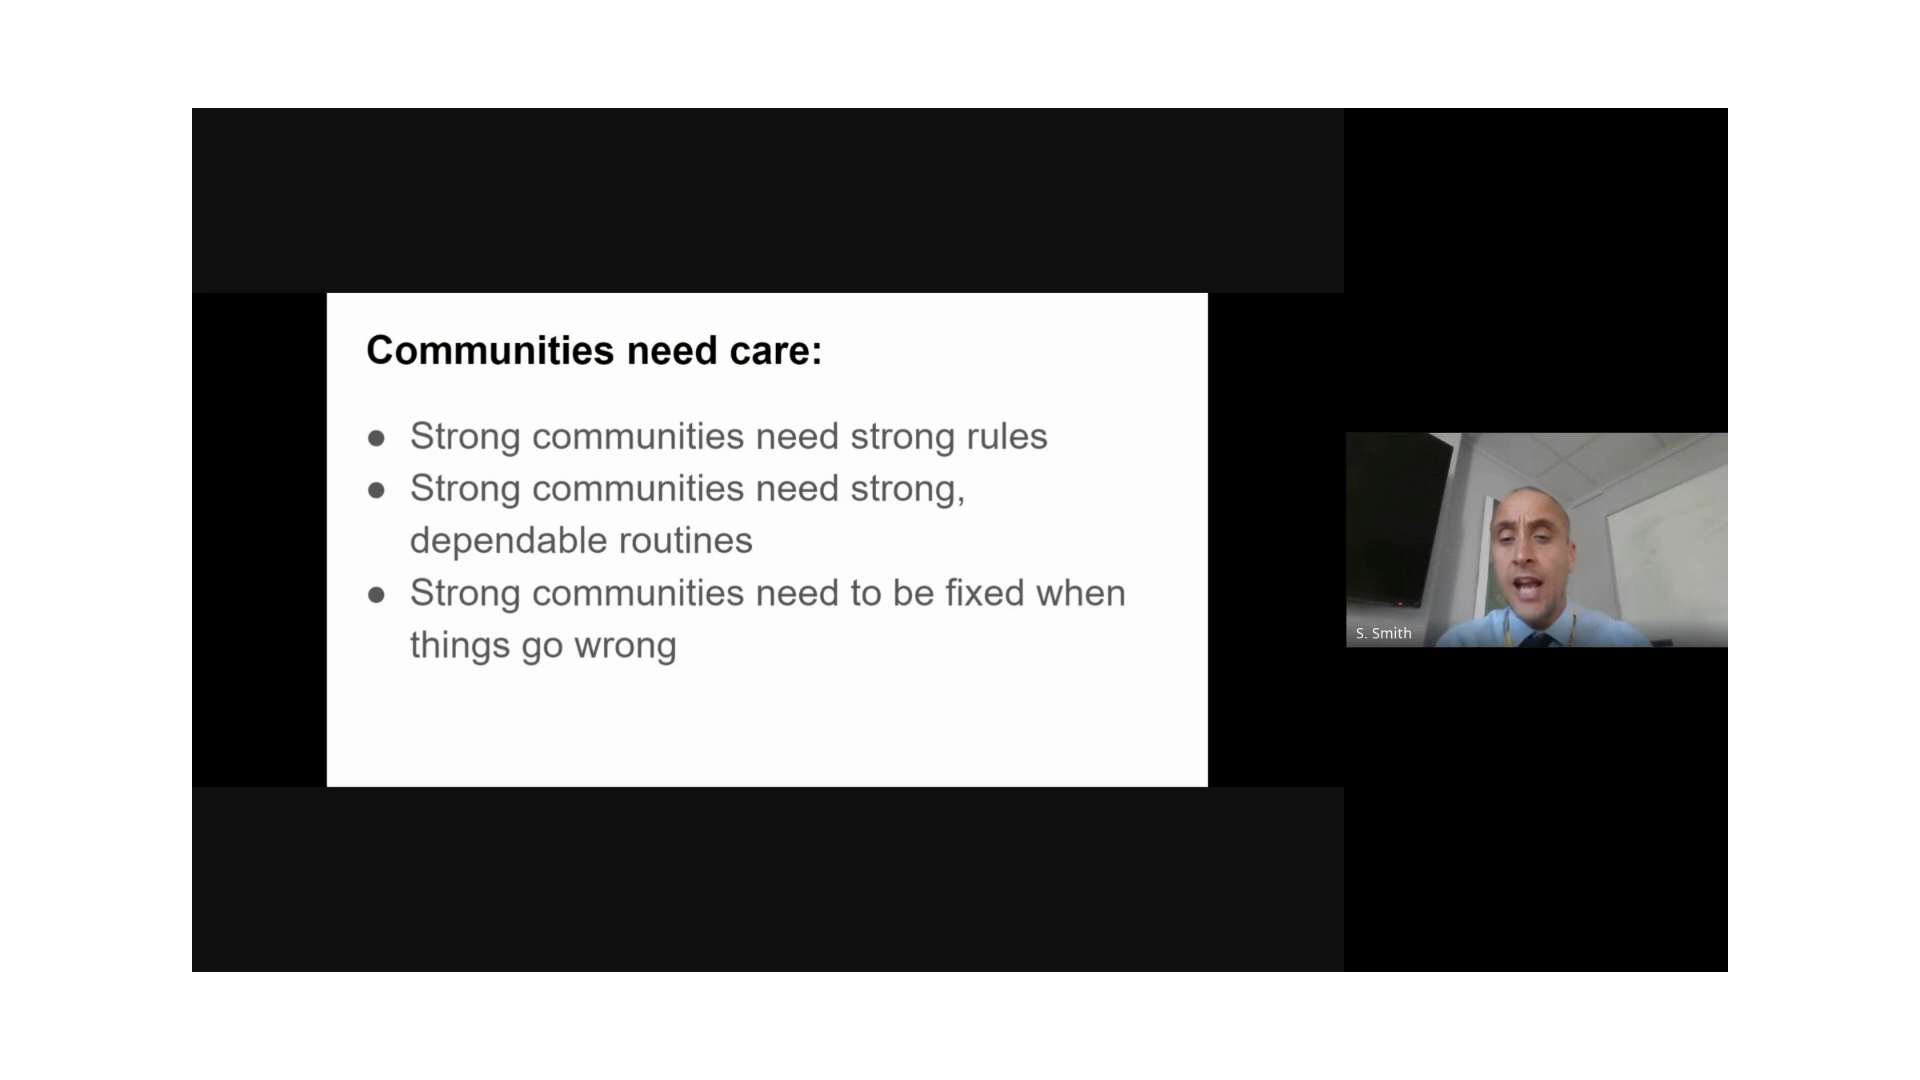 Communities need care:
● Strong communities need strong rules
● Strong communities need strong,
dependable routines
● Strong communities need to be fixed when
things go wrong
S. Smith